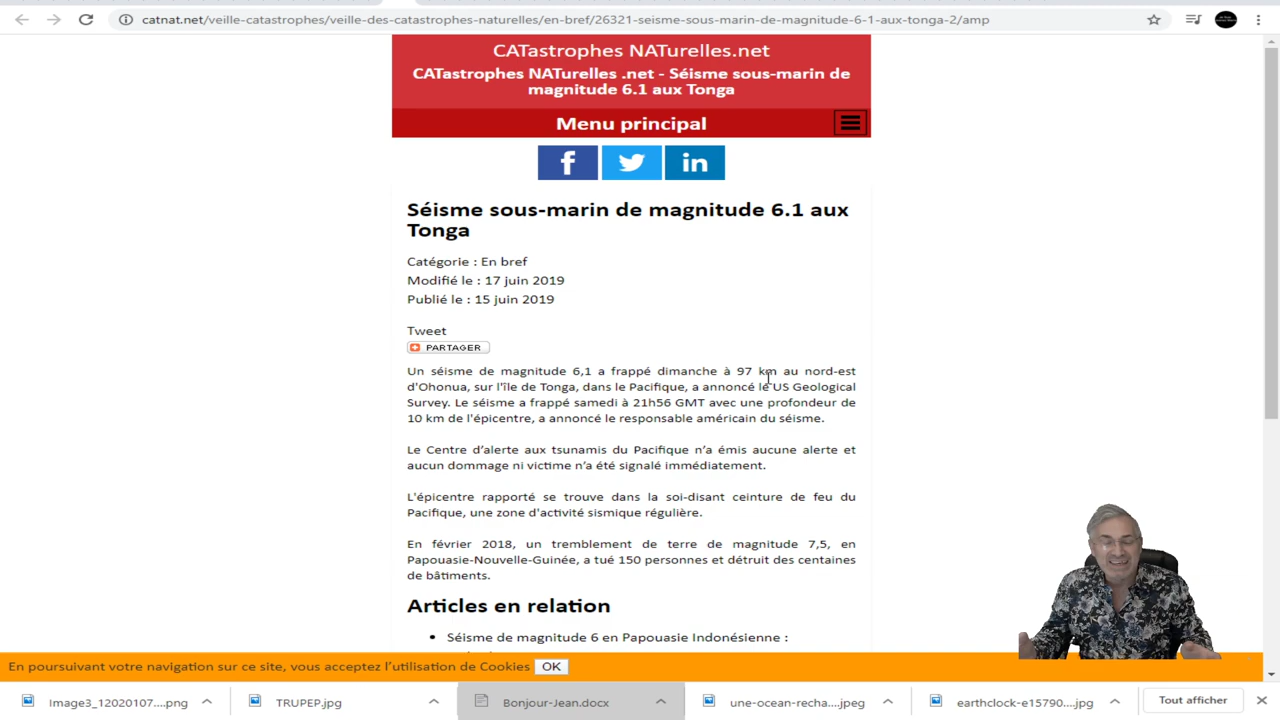 catnat.net/veille-catastrophes/veille-des-catastrophes-naturelles/en-bref/26321-seisme-sous-marin-de-magnitude-6-1-aux-tonga-2/amp
CATastrophes NATurelles.net
CATastrophes NATurelles .net - Séisme sous-marin de
magnitude 6.1 aux Tonga
Menu principal
f
in
Séisme sous-marin de magnitude 6.1 aux
Tonga
Catégorie : En bref
Modifié le : 17 juin 2019
Publié le : 15 juin 2019
Tweet
PARTAGER
Un séisme de magnitude 6,1 a frappé dimanche à 97 km au nord-est
d'Ohonua, sur l'île de Tonga, dans le Pacifique, a annoncé le US Geological
Survey. Le séisme a frappé samedi à 21h56 GMT avec une profondeur de
10 km de l'épicentre, a annoncé le responsable américain du séisme.
Le Centre d’alerte aux tsunamis du Pacifique n’a émis aucune alerte et
aucun dommage ni victime n’a été signalé immédiatement.
L'épicentre rapporté se trouve dans la soi-disant ceinture de feu du
Pacifique, une zone d'activité sismique régulière.
En février 2018, un tremblement de terre de magnitude 7,5, en
Papouasie-Nouvelle-Guinée, a tué 150 personnes et détruit des centaines
de bâtiments.
Articles en relation
Séisme de magnitude 6 en Papouasie Indonésienne :
En poursuivant votre navigation sur ce site, vous acceptez l’utilisation de Cookies OK
Image3_12020107....png
TRUPEP.jpg
Bonjour-Jean.docx
une-ocean-recha....jpeg
earthclock-e15790....jpg
Tout afficher